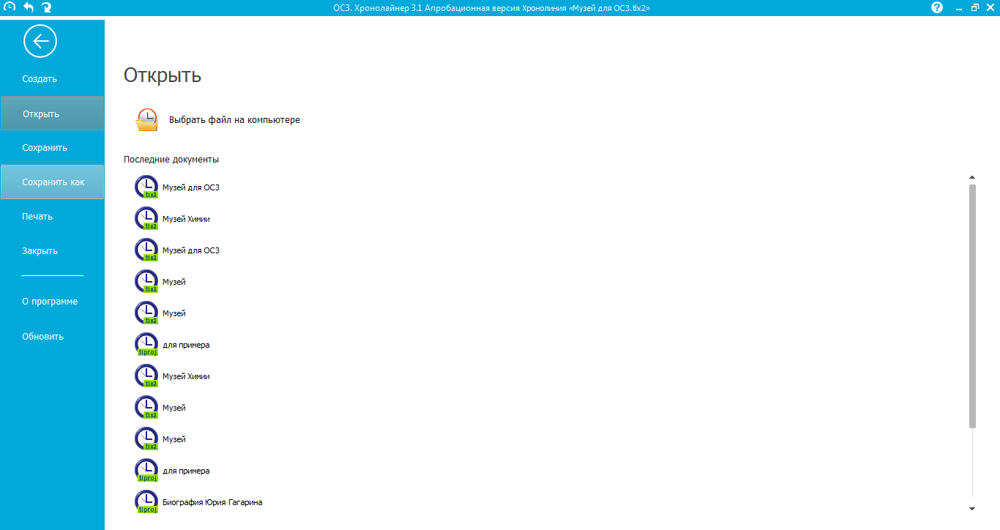 ОС3. Хронолайнер 3.1 Апробационная версия Хронолиния «Музей для ОС3.tlx2»
?
Создать
Открыть
Сохранить
Сохранить как
Печать
Закрыть
О программе
Обновить
Открыть
Выбрать файл на компьютере
Последние документы
tlx2 Музей для ОС3
tlx2 Музей Химии
tlx2 Музей для ОС3
tlx2 Музей
tlx2 Музей
tlproj для примера
tlx2 Музей Химии
tlx2 Музей
tlx2 Музей
tlproj для примера
tlproj Биография Юрия Гагарина